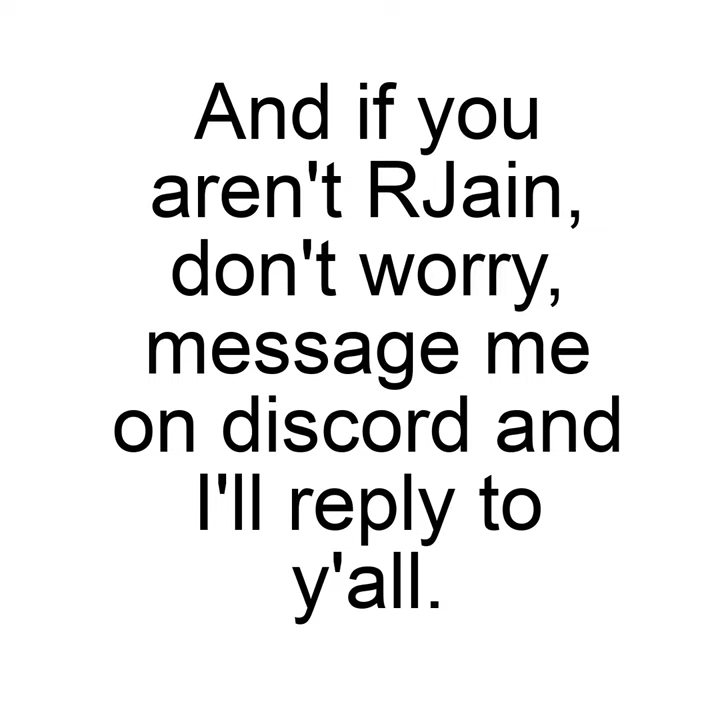 And if you
aren't RJain,
don't worry,
message me
on discord and
I'll reply to
y'all.